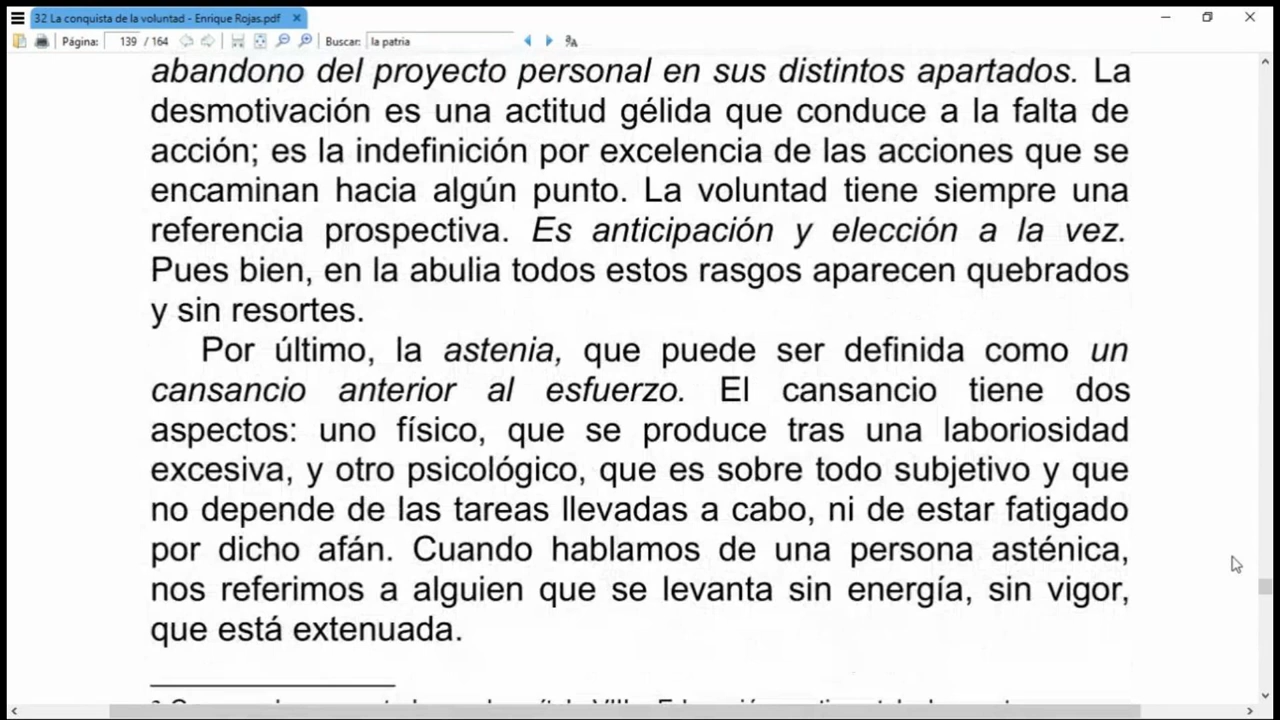 32 La conquista de la voluntad - Enrique Rojas.pdf
Página: 139 / 164 Buscar: la patria
abandono del proyecto personal en sus distintos apartados. La
desmotivación es una actitud gélida que conduce a la falta de
acción; es la indefinición por excelencia de las acciones que se
encaminan hacia algún punto. La voluntad tiene siempre una
referencia prospectiva. Es anticipación y elección a la vez.
Pues bien, en la abulia todos estos rasgos aparecen quebrados
y sin resortes.
Por último, la astenia, que puede ser definida como un
cansancio anterior al esfuerzo. El cansancio tiene dos
aspectos: uno físico, que se produce tras una laboriosidad
excesiva, y otro psicológico, que es sobre todo subjetivo y que
no depende de las tareas llevadas a cabo, ni de estar fatigado
por dicho afán. Cuando hablamos de una persona asténica,
nos referimos a alguien que se levanta sin energía, sin vigor,
que está extenuada.